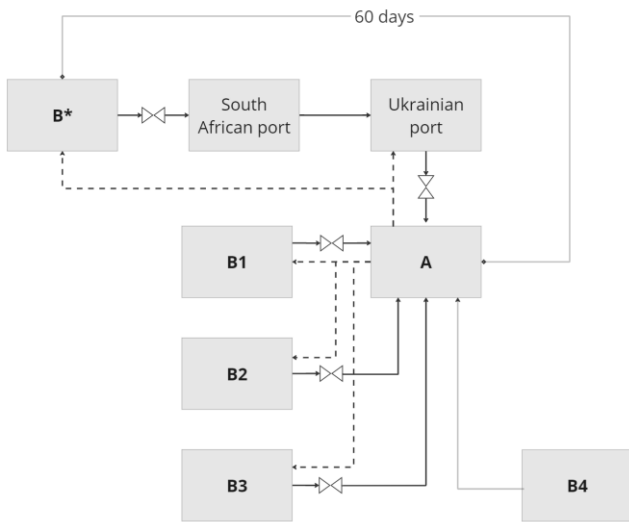 60 days
B*
South
African port
Ukrainian
port
B1
A
B2
B3
B4